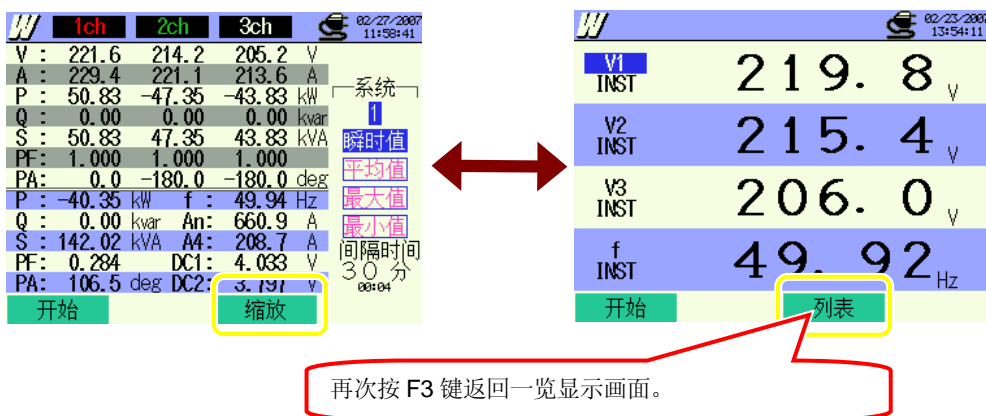 1ch 2ch 3ch 02/27/2007 11:58:41
V : 221.6 214.2 205.2 V
A : 229.4 221.1 213.6 A
P : 50.83 -47.35 -43.83 kW
Q : 0.00 0.00 0.00 kvar
S : 50.83 47.35 43.83 kVA
PF: 1.000 1.000 1.000
PA: 0.0 -180.0 -180.0 deg
P : -40.35 kW f : 49.94 Hz
Q : 0.00 kvar An: 660.9 A
S : 142.02 kVA A4: 208.7 A
PF: 0.284 DC1: 4.033 V
PA: 106.5 deg DC2: 3.797 V
系统
1
瞬时值
平均值
最大值
最小值
间隔时间
30 分
00:04
开始 缩放
02/23/2007
13:54:11
V1 INST 219.8 V
V2 INST 215.4 V
V3 INST 206.0 V
f INST 49.92 Hz
开始 列表
再次按 F3 键返回一览显示画面。